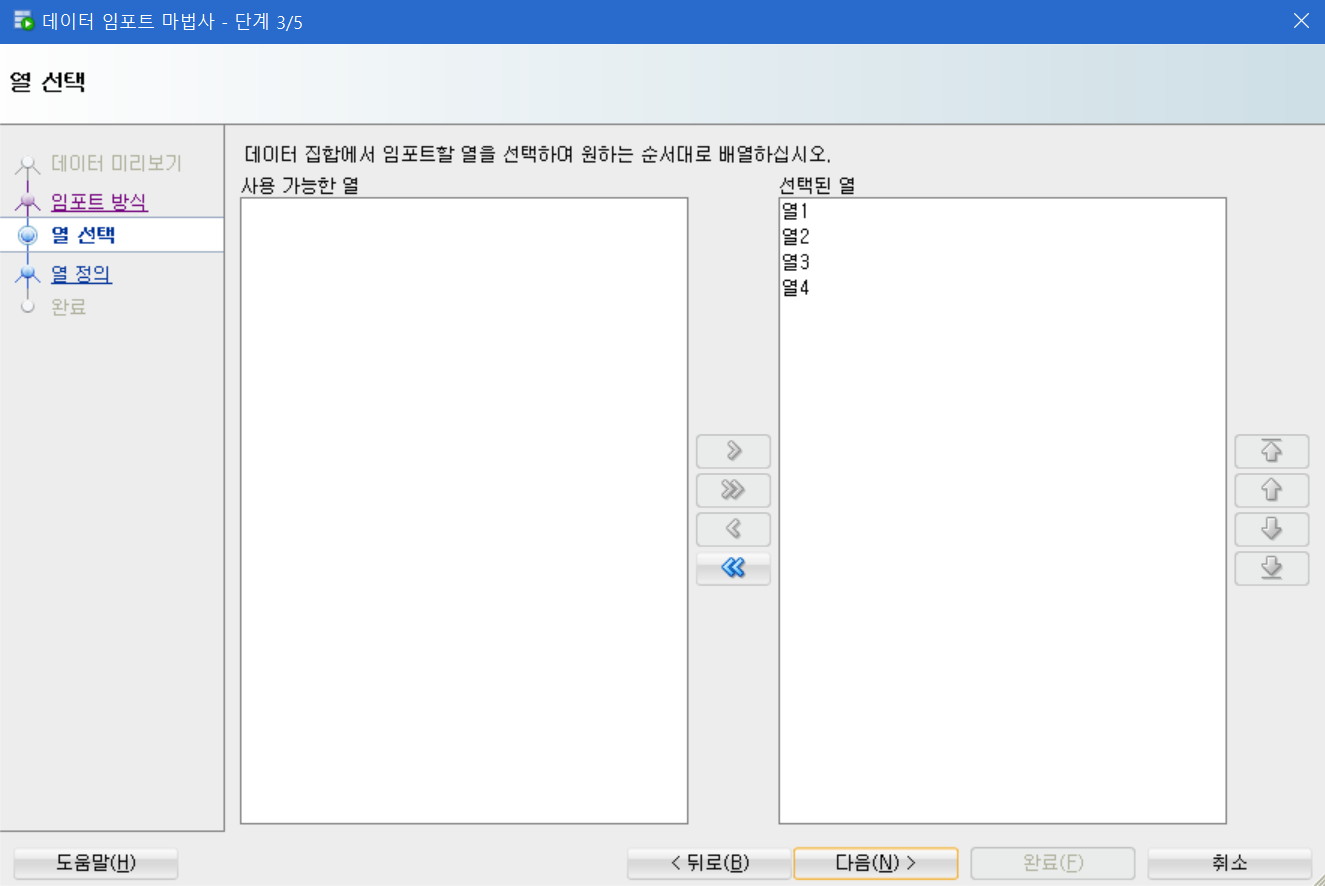 데이터 임포트 마법사 - 단계 3/5
열 선택
데이터 미리보기
임포트 방식
열 선택
열 정의
완료
데이터 집합에서 임포트할 열을 선택하여 원하는 순서대로 배열하십시오.
사용 가능한 열
선택된 열
열1
열2
열3
열4
도움말(H)
< 뒤로(B)
다음(N) >
완료(F)
취소